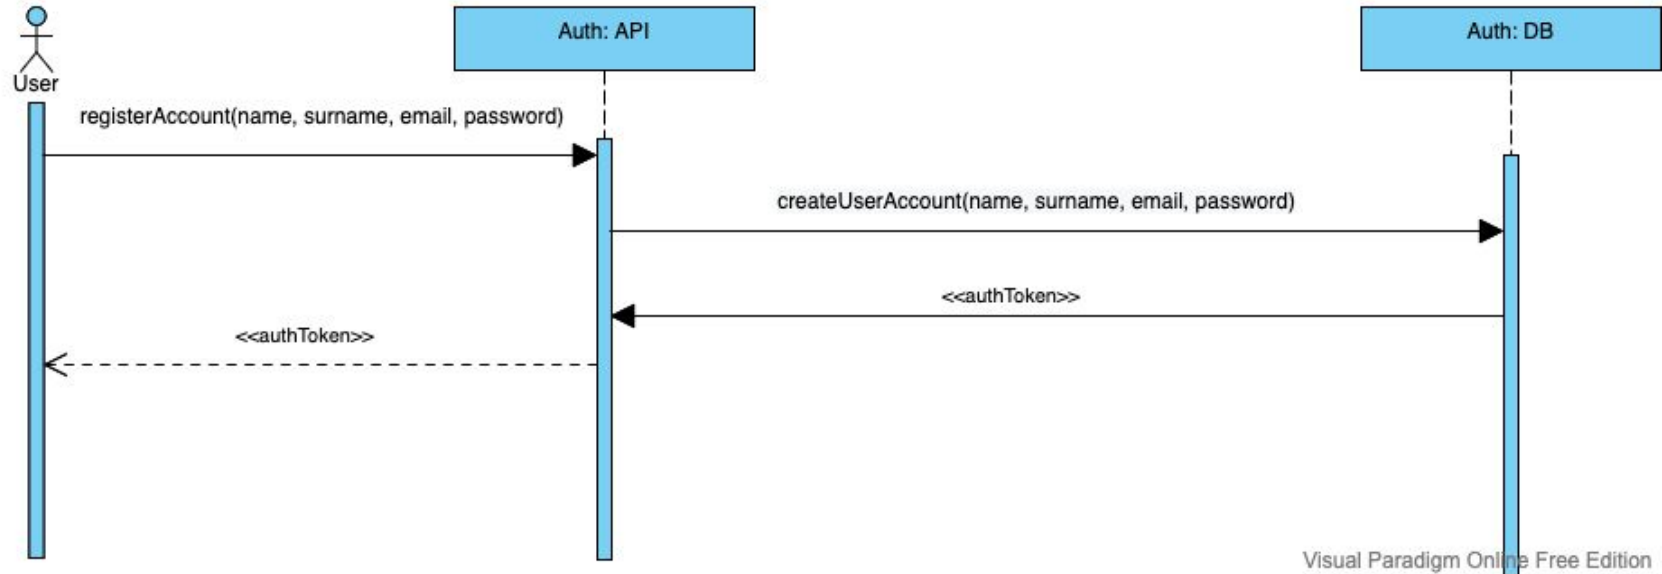 User
Auth: API
Auth: DB
registerAccount(name, surname, email, password)
createUserAccount(name, surname, email, password)
<<authToken>>
<<authToken>>
Visual Paradigm Online Free Edition